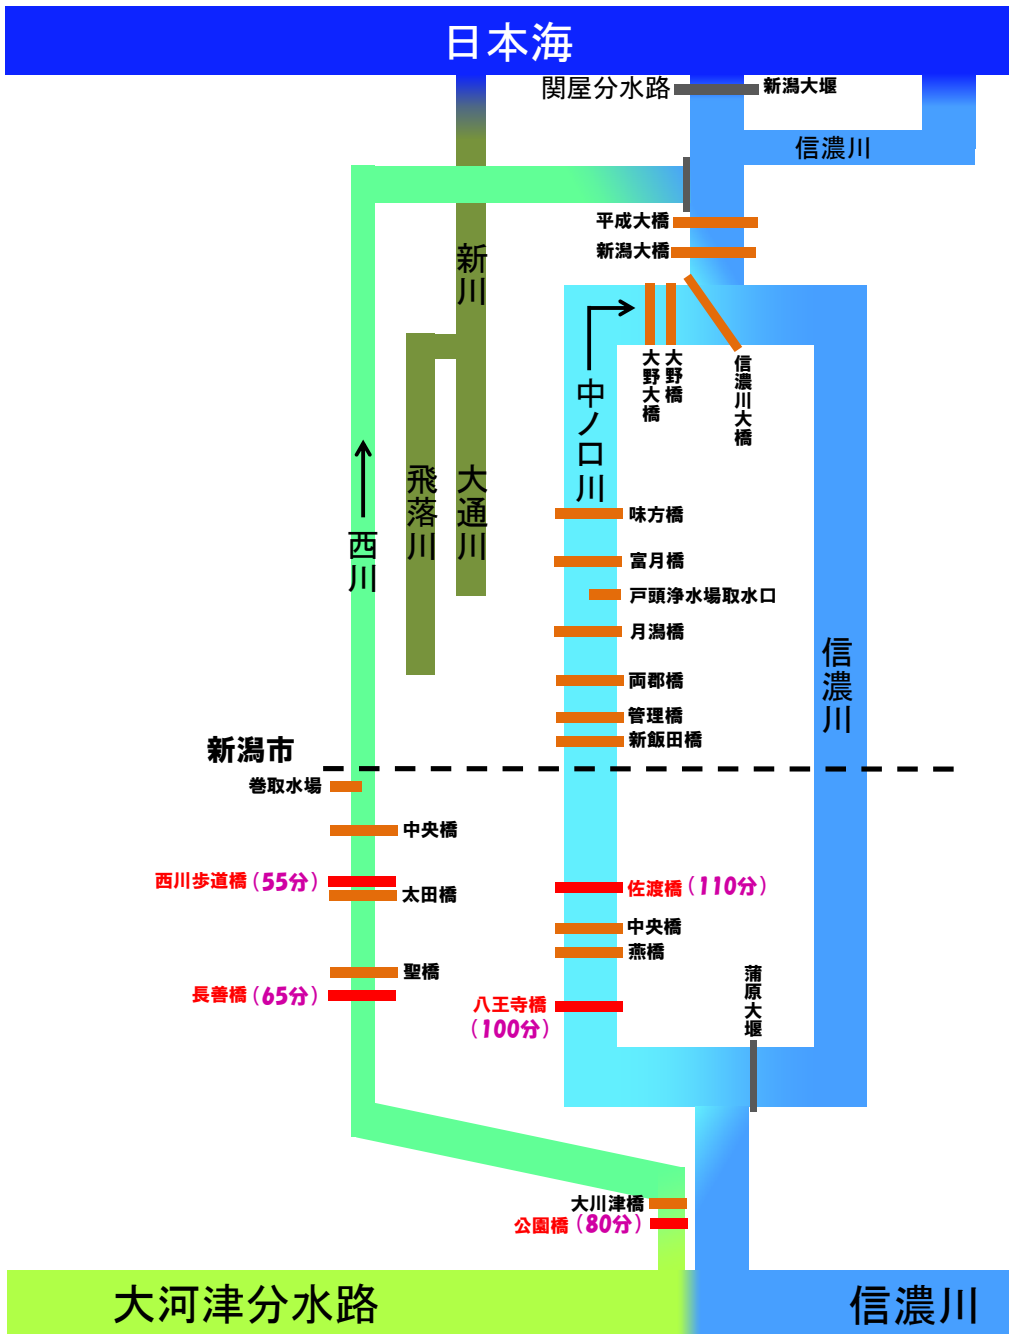 日本海
関屋分水路
新潟大堰
信濃川
平成大橋
新潟大橋
新川
大野大橋
大野橋
信濃川大橋
中ノ口川
飛落川
大通川
西川
味方橋
富月橋
戸頭浄水場取水口
月潟橋
両郡橋
信濃川
管理橋
新飯田橋
新潟市
巻取水場
中央橋
西川歩道橋(55分)
太田橋
佐渡橋(110分)
中央橋
燕橋
聖橋
長善橋(65分)
八王寺橋
(100分)
蒲原大堰
大川津橋
公園橋(80分)
大河津分水路
信濃川